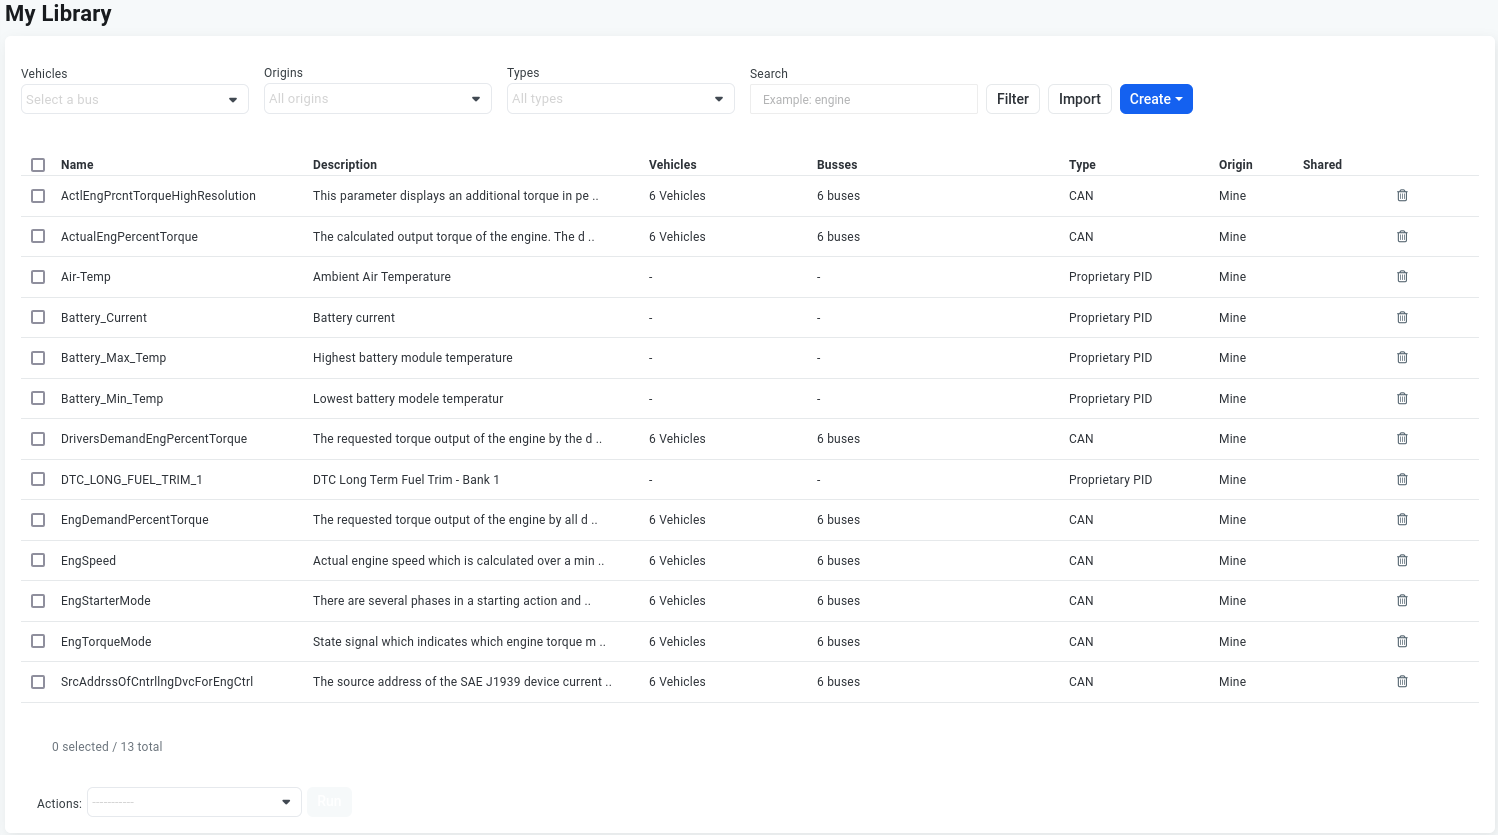 My Library
Vehicles Origins Types Search
Select a bus All origins All types Example: engine Filter Import Create
Name Description Vehicles Busses Type Origin Shared
ActlEngPrcntTorqueHighResolution This parameter displays an additional torque in pe .. 6 Vehicles 6 buses CAN Mine
ActualEngPercentTorque The calculated output torque of the engine. The d .. 6 Vehicles 6 buses CAN Mine
Air-Temp Ambient Air Temperature - - Proprietary PID Mine
Battery_Current Battery current - - Proprietary PID Mine
Battery_Max_Temp Highest battery module temperature - - Proprietary PID Mine
Battery_Min_Temp Lowest battery modele temperatur - - Proprietary PID Mine
DriversDemandEngPercentTorque The requested torque output of the engine by the d .. 6 Vehicles 6 buses CAN Mine
DTC_LONG_FUEL_TRIM_1 DTC Long Term Fuel Trim - Bank 1 - - Proprietary PID Mine
EngDemandPercentTorque The requested torque output of the engine by all d .. 6 Vehicles 6 buses CAN Mine
EngSpeed Actual engine speed which is calculated over a min .. 6 Vehicles 6 buses CAN Mine
EngStarterMode There are several phases in a starting action and .. 6 Vehicles 6 buses CAN Mine
EngTorqueMode State signal which indicates which engine torque m .. 6 Vehicles 6 buses CAN Mine
SrcAddrssOfCntrllngDvcForEngCtrl The source address of the SAE J1939 device current .. 6 Vehicles 6 buses CAN Mine
0 selected / 13 total
Actions: ----------- Run